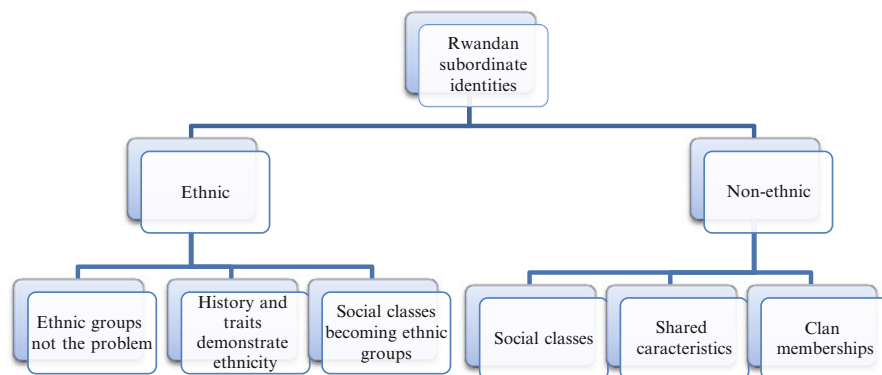 Rwandan
subordinate
identities
Ethnic
Non-ethnic
Ethnic groups
not the problem
History and
traits
demonstrate
ethnicity
Social classes
becoming ethnic
groups
Social classes
Shared
caracteristics
Clan
memberships